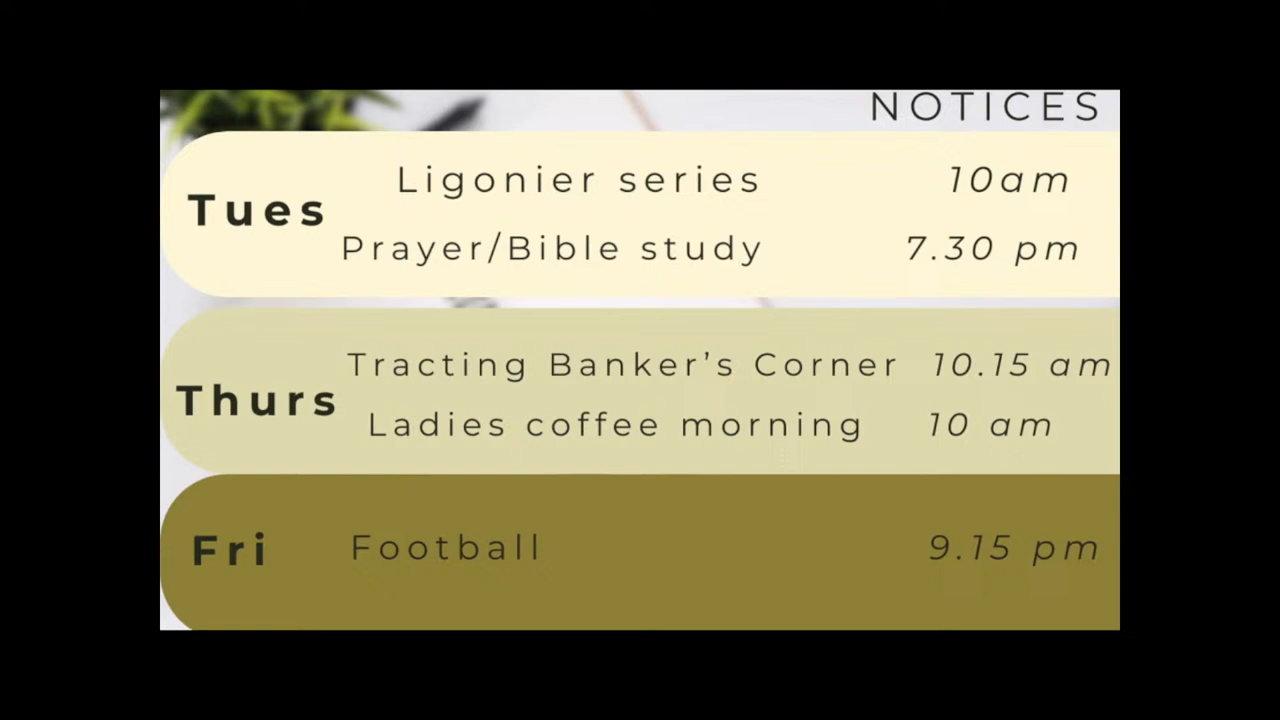 NOTICES
Tues
Ligonier series 10am
Prayer/Bible study 7.30 pm
Thurs
Tracting Banker’s Corner 10.15 am
Ladies coffee morning 10 am
Fri Football 9.15 pm